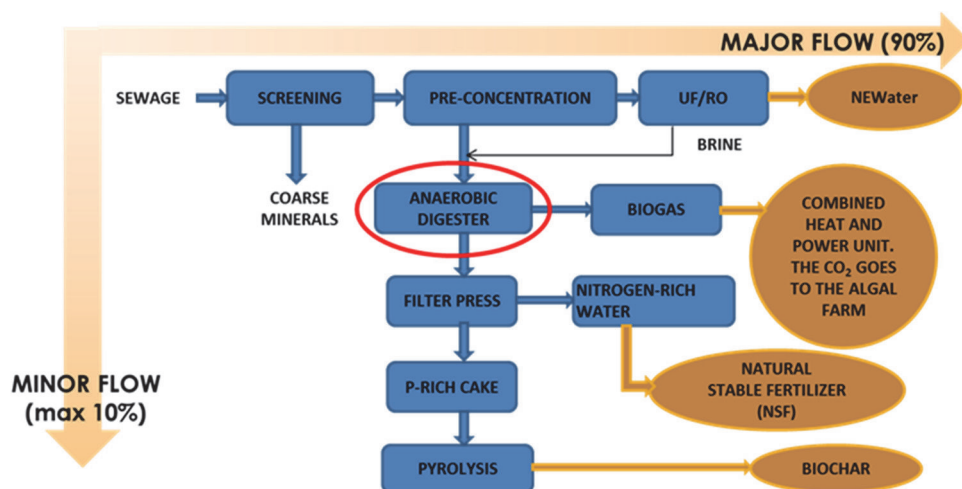 MAJOR FLOW (90%)
SEWAGE
SCREENING
PRE-CONCENTRATION
UF/RO
NEWater
BRINE
COARSE
MINERALS
ANAEROBIC
DIGESTER
BIOGAS
COMBINED
HEAT AND
POWER UNIT.
THE CO₂ GOES
TO THE ALGAL
FARM
FILTER PRESS
NITROGEN-RICH
WATER
MINOR FLOW
(max 10%)
P-RICH CAKE
NATURAL
STABLE FERTILIZER
(NSF)
PYROLYSIS
BIOCHAR